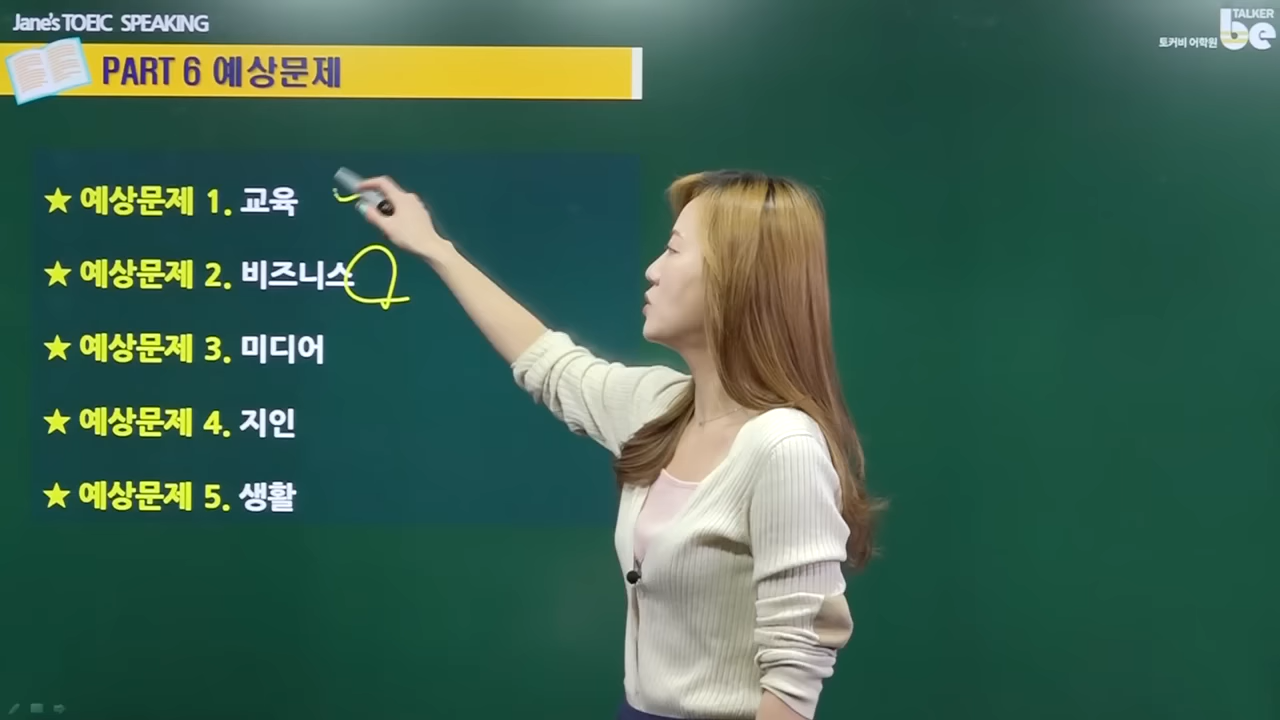 Jane's TOEIC SPEAKING
TALKER
be
토커비 어학원
PART 6 예상문제
★ 예상문제 1. 교육
★ 예상문제 2. 비즈니스
★ 예상문제 3. 미디어
★ 예상문제 4. 지인
★ 예상문제 5. 생활